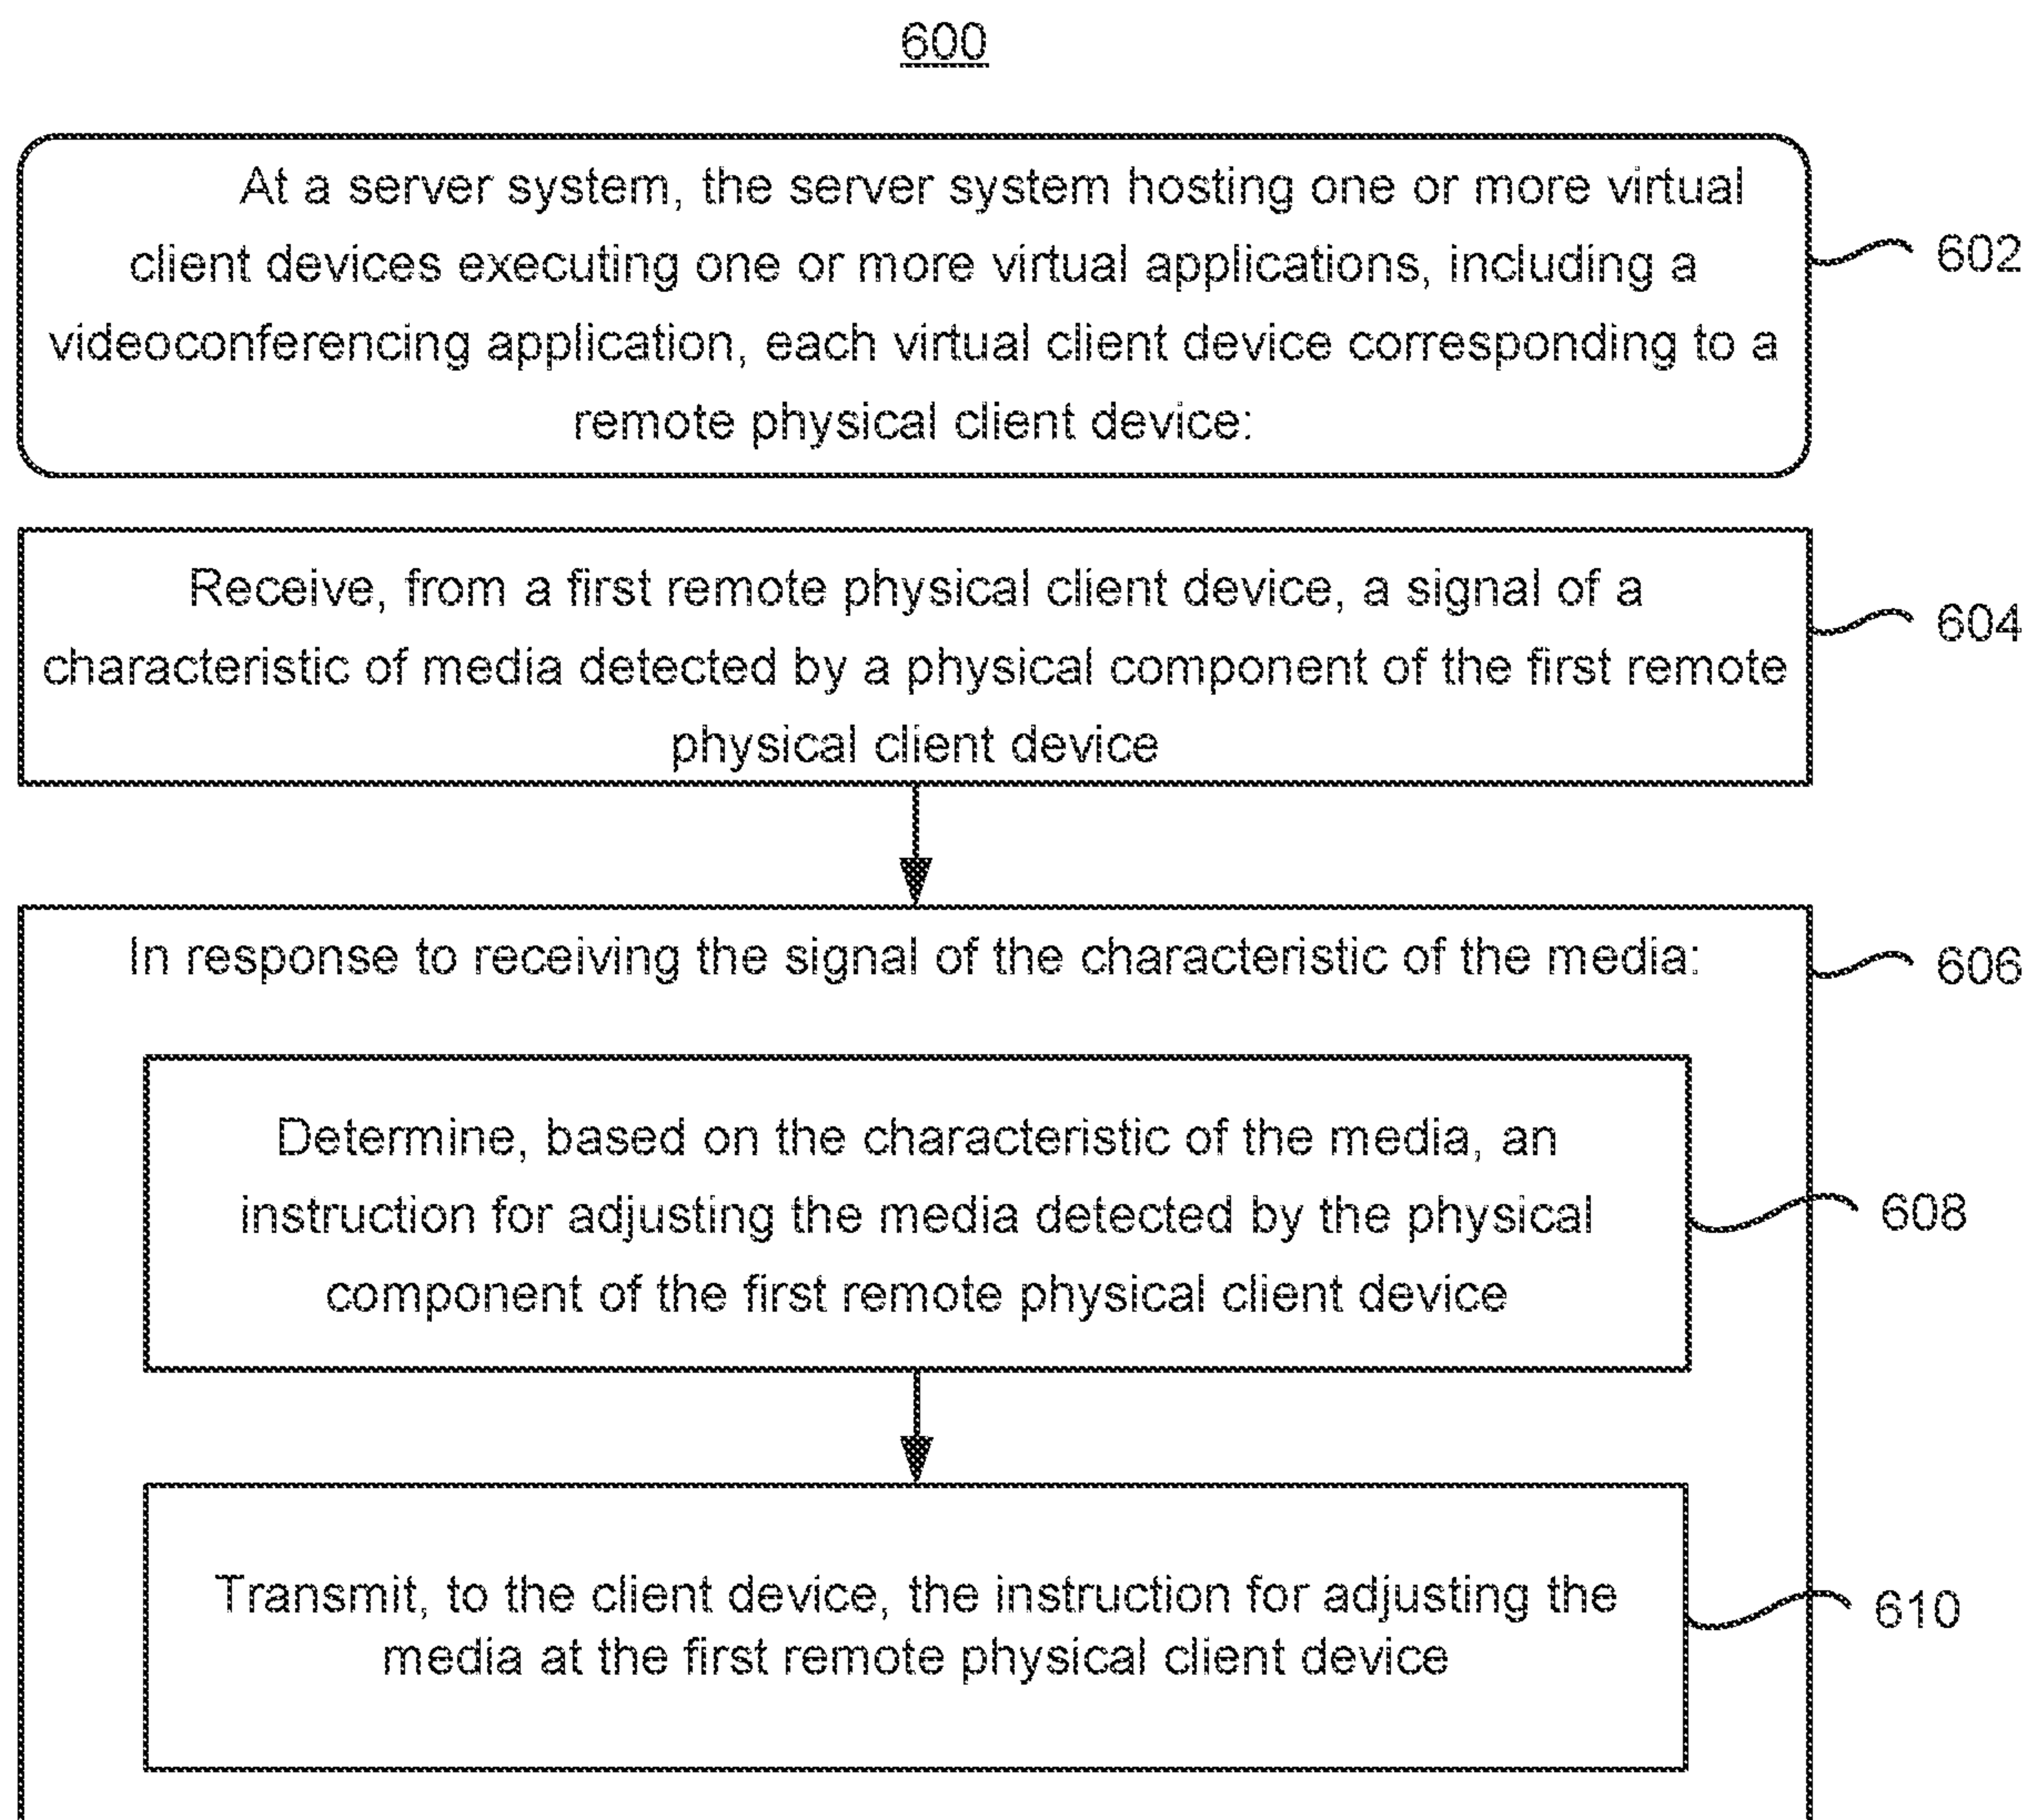 600
At a server system, the server system hosting one or more virtual
client devices executing one or more virtual applications, including a
videoconferencing application, each virtual client device corresponding to a
remote physical client device:
602
Receive, from a first remote physical client device, a signal of a
characteristic of media detected by a physical component of the first remote
physical client device
604
In response to receiving the signal of the characteristic of the media:
606
Determine, based on the characteristic of the media, an
instruction for adjusting the media detected by the physical
component of the first remote physical client device
608
Transmit, to the client device, the instruction for adjusting the
media at the first remote physical client device
610